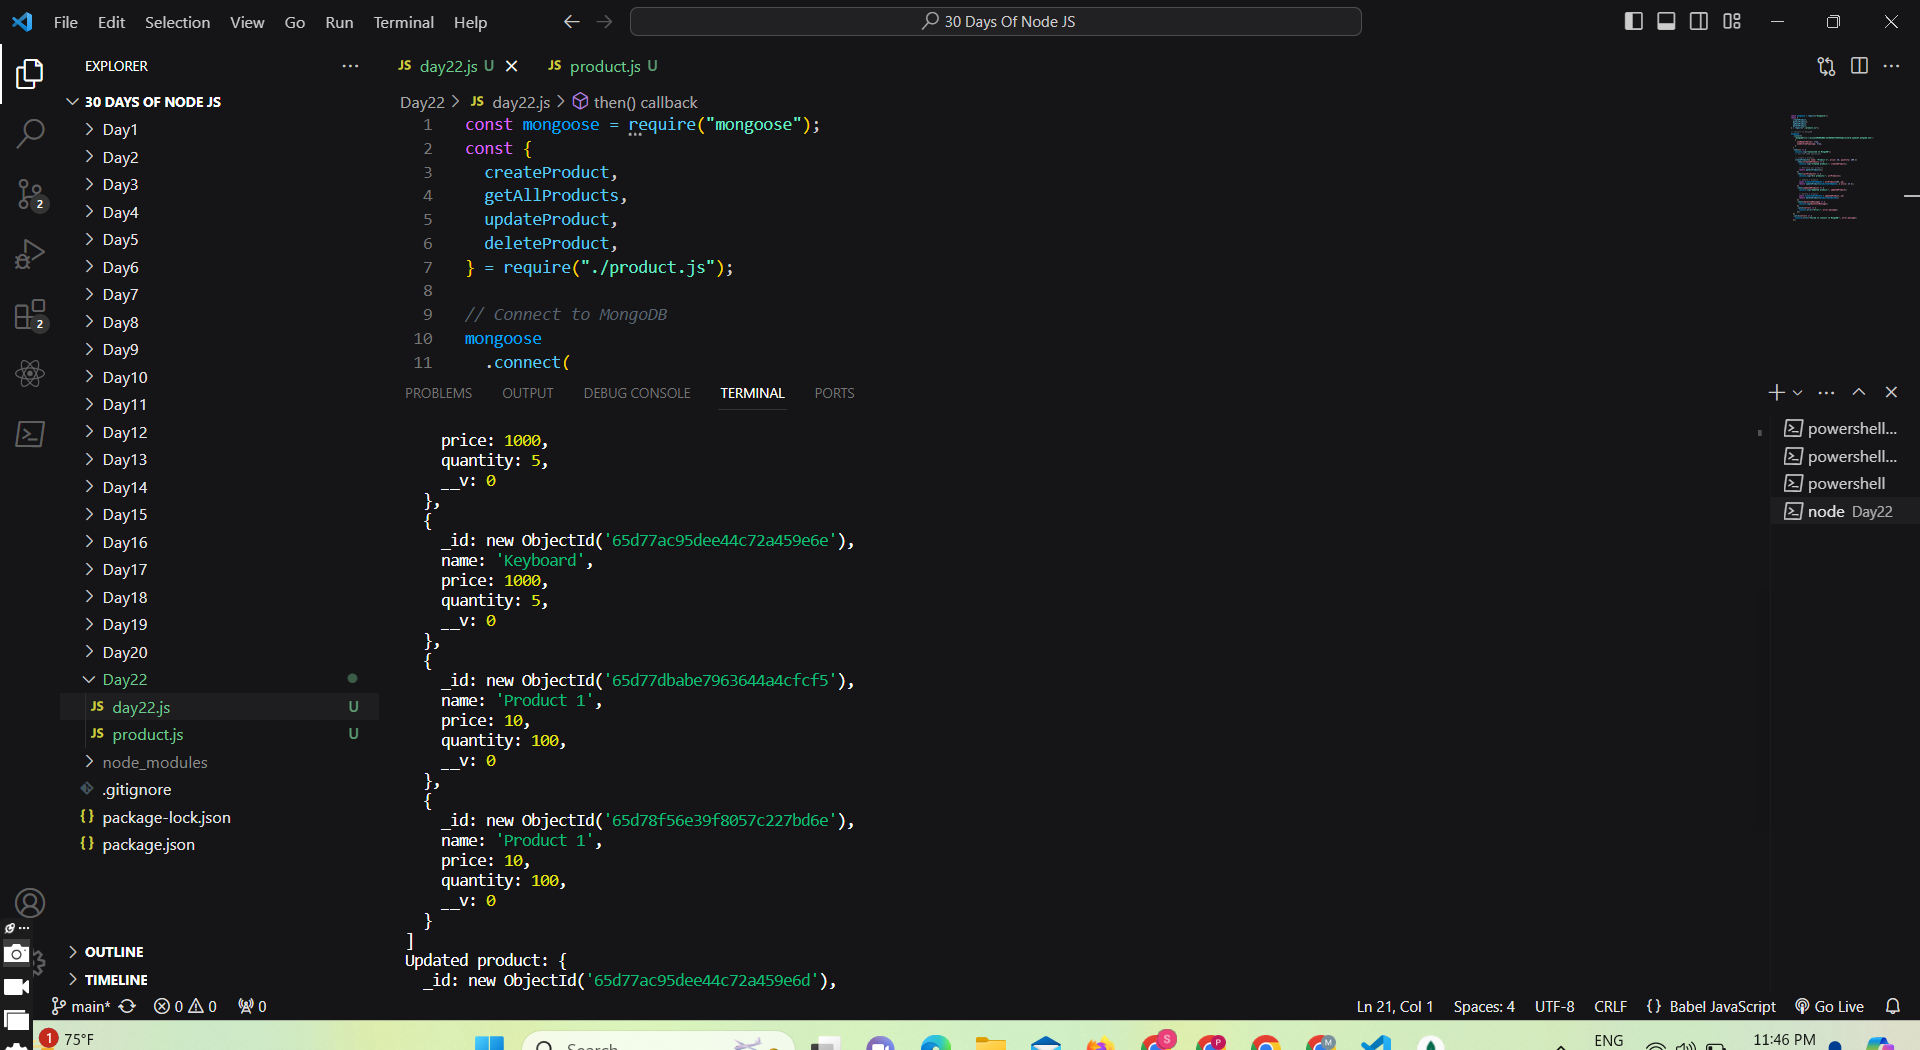 File Edit Selection View Go Run Terminal Help
30 Days Of Node JS
EXPLORER
30 DAYS OF NODE JS
Day1
Day2
Day3
Day4
Day5
Day6
Day7
Day8
Day9
Day10
Day11
Day12
Day13
Day14
Day15
Day16
Day17
Day18
Day19
Day20
Day22
JS day22.js U
JS product.js U
node_modules
.gitignore
{} package-lock.json
{} package.json
OUTLINE
TIMELINE
2
2
JS day22.js U
JS product.js U
Day22 > JS day22.js > then() callback
1 const mongoose = require("mongoose");
2 const {
3 createProduct,
4 getAllProducts,
5 updateProduct,
6 deleteProduct,
7 } = require("./product.js");
8
9 // Connect to MongoDB
10 mongoose
11 .connect(
PROBLEMS OUTPUT DEBUG CONSOLE TERMINAL PORTS
price: 1000,
quantity: 5,
__v: 0
},
{
_id: new ObjectId('65d77ac95dee44c72a459e6e'),
name: 'Keyboard',
price: 1000,
quantity: 5,
__v: 0
},
{
_id: new ObjectId('65d77dbabe7963644a4cfcf5'),
name: 'Product 1',
price: 10,
quantity: 100,
__v: 0
},
{
_id: new ObjectId('65d78f56e39f8057c227bd6e'),
name: 'Product 1',
price: 10,
quantity: 100,
__v: 0
}
]
Updated product: {
_id: new ObjectId('65d77ac95dee44c72a459e6d'),
powershell...
powershell...
powershell
node Day22
main* 0 0 0
Ln 21, Col 1 Spaces: 4 UTF-8 CRLF {} Babel JavaScript Go Live
1 75°F
Search
S P M
ENG
11:46 PM